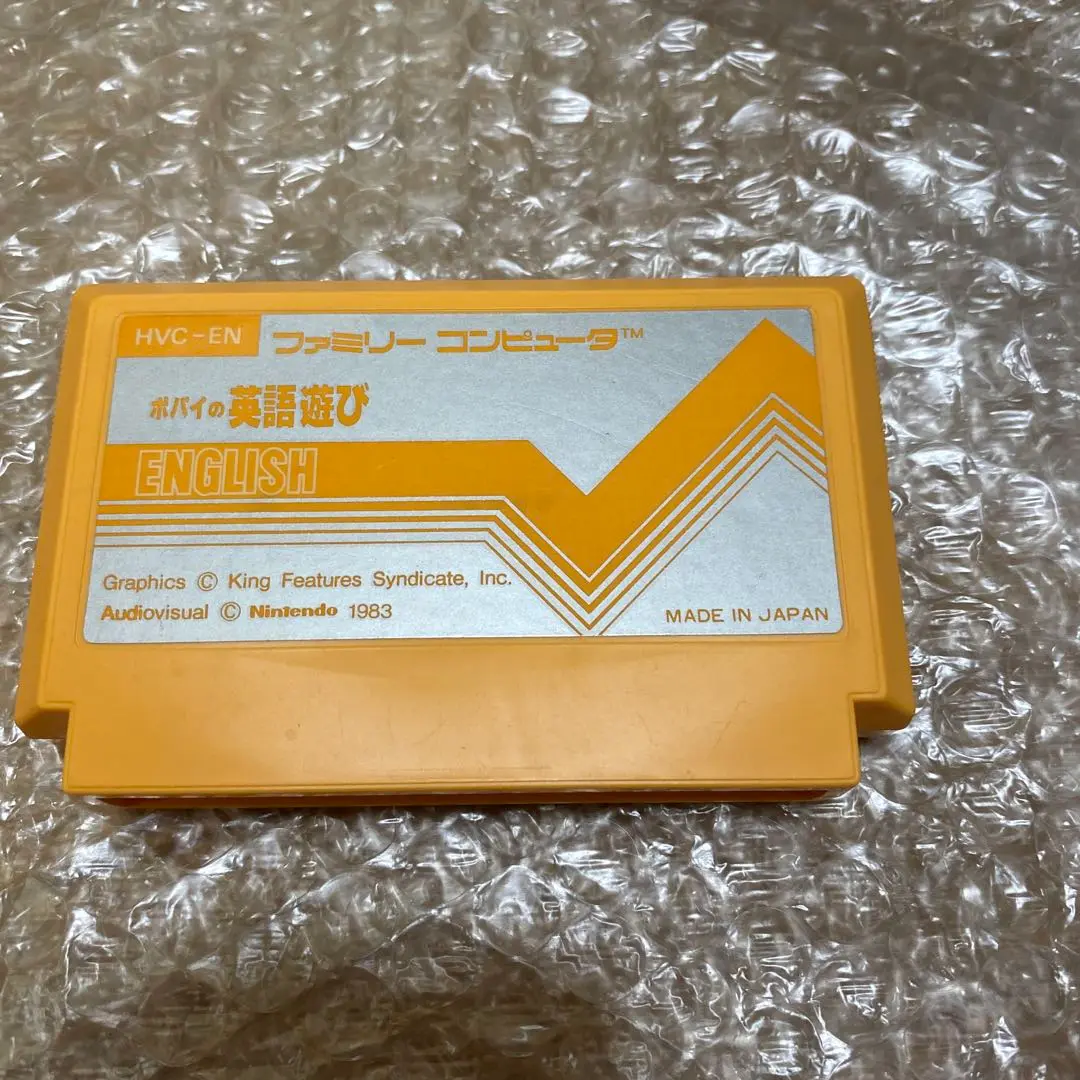 HVC-EN ファミリー コンピュータ™
ポパイの英語遊び
ENGLISH
Graphics © King Features Syndicate, Inc.
Audiovisual © Nintendo 1983
MADE IN JAPAN